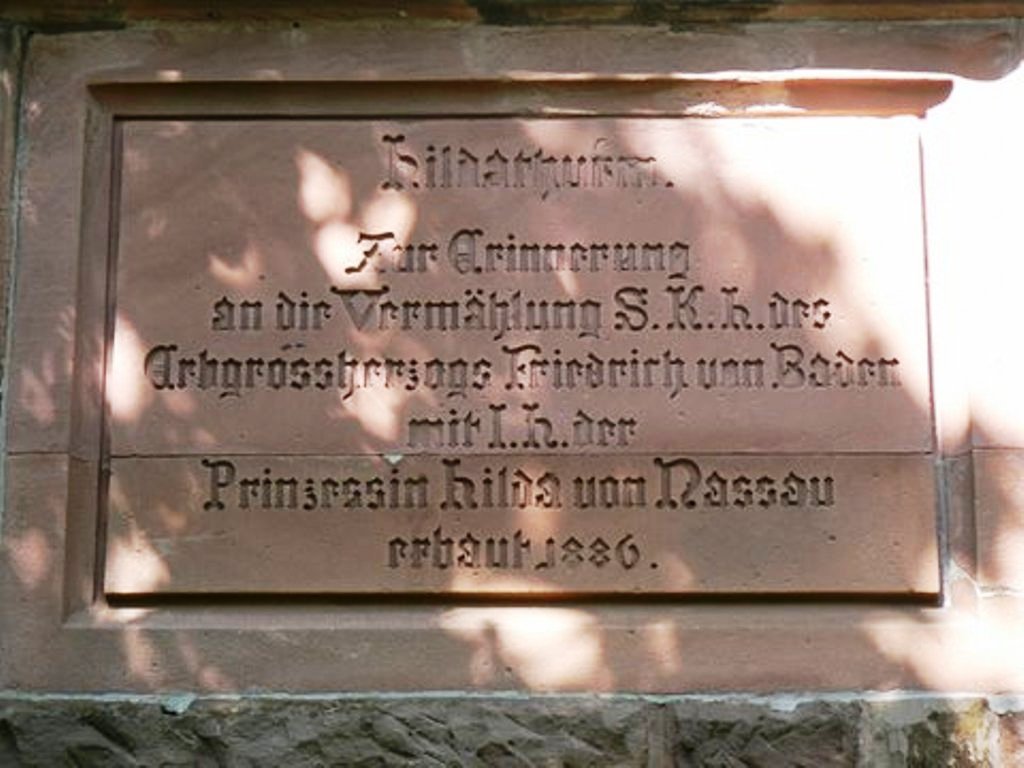 Hildathurm.
Zur Erinnerung
an die Vermählung S. K. H. des
Erbgrossherzogs Friedrich von Baden
mit I. H. der
Prinzessin Hilda von Nassau
erbaut 1886.